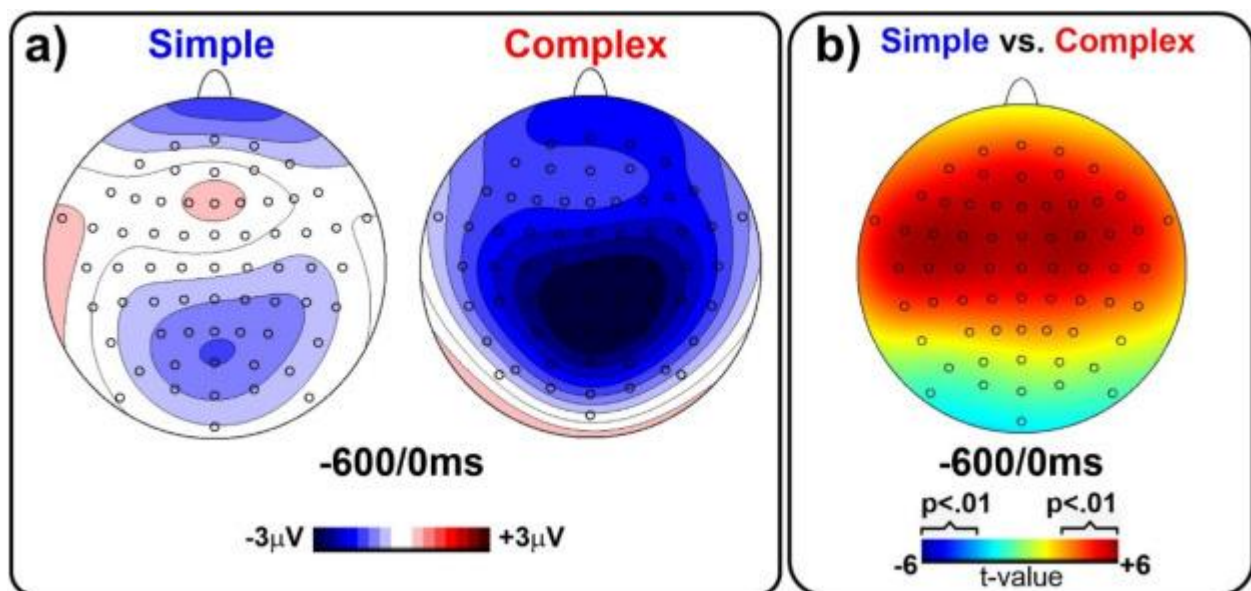 a) Simple Complex
-600/0ms
-3μV +3μV
b) Simple vs. Complex
-600/0ms
p<.01 p<.01
-6 t-value +6